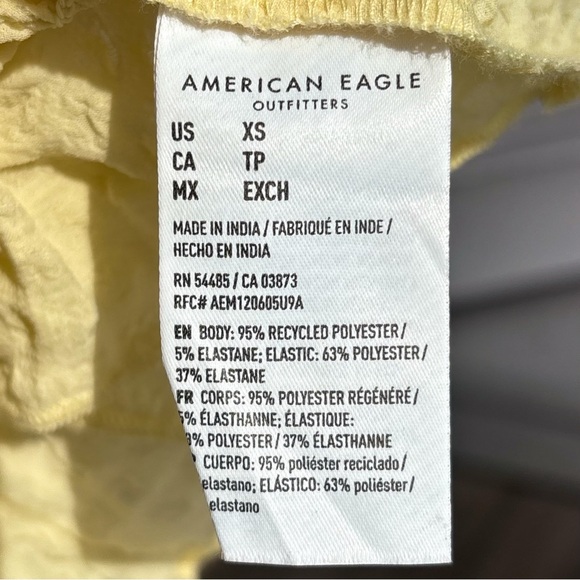 AMERICAN EAGLE
OUTFITTERS
US XS
CA TP
MX EXCH
MADE IN INDIA / FABRIQUÉ EN INDE /
HECHO EN INDIA
RN 54485 / CA 03873
RFC# AEM120605U9A
EN BODY: 95% RECYCLED POLYESTER /
5% ELASTANE; ELASTIC: 63% POLYESTER /
37% ELASTANE
FR CORPS: 95% POLYESTER RÉGÉNÉRÉ /
5% ÉLASTHANNE; ÉLASTIQUE:
POLYESTER / 37% ÉLASTHANNE
CUERPO: 95% poliéster reciclado /
elastano; ELÁSTICO: 63% poliéster /
elastano